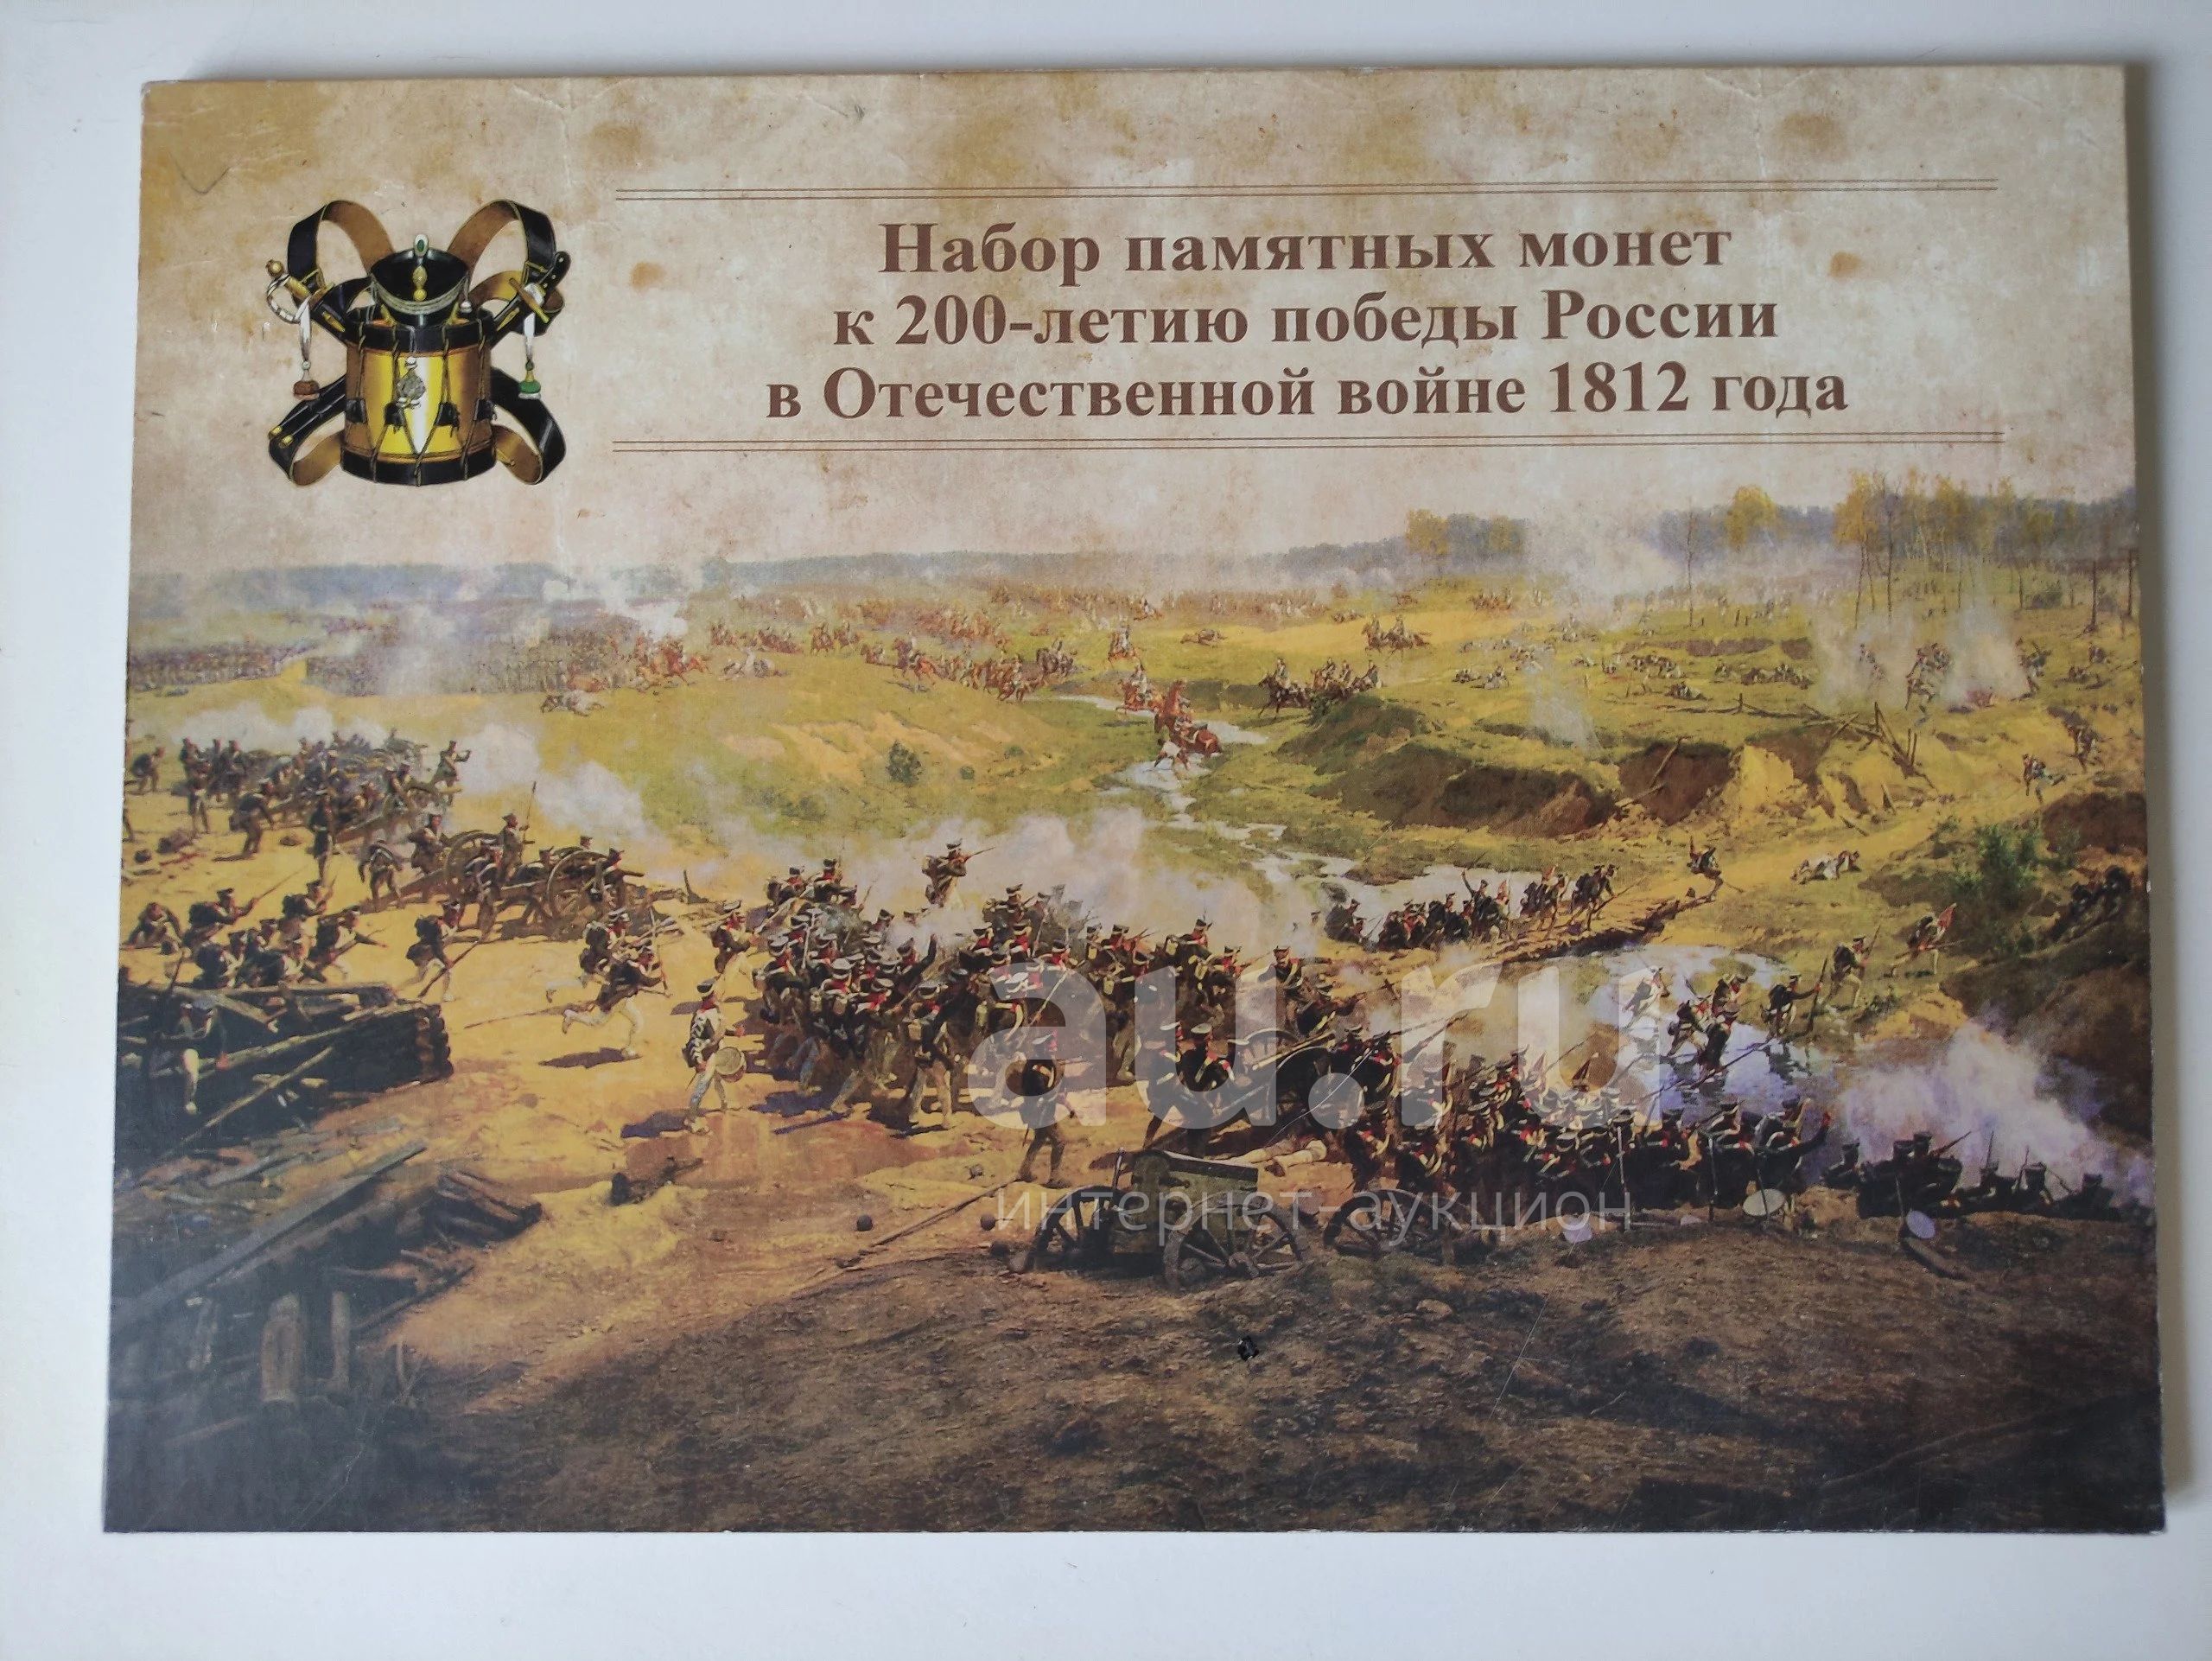 Набор памятных монет
к 200-летию победы России
в Отечественной войне 1812 года
au.ru
интернет-аукцион